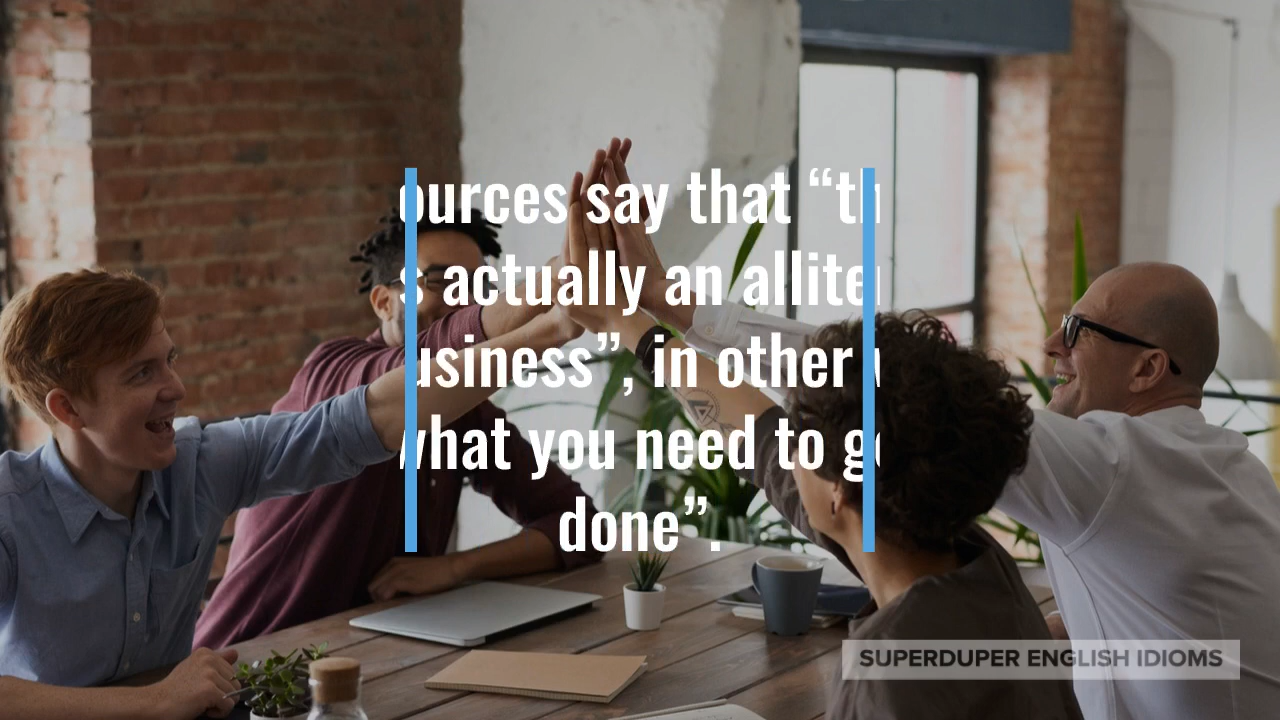 ources say that “th
s actually an allite
usiness”, in other
what you need to g
done”.
SUPERDUPER ENGLISH IDIOMS